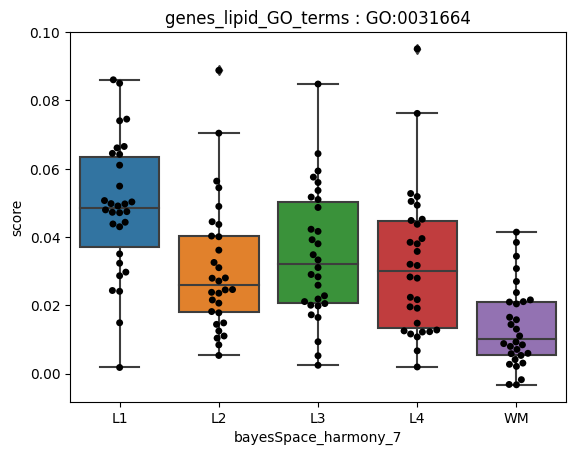 genes_lipid_GO_terms : GO:0031664
0.10
0.08
0.06
0.04
0.02
0.00
score
L1 L2 L3 L4 WM
bayesSpace_harmony_7